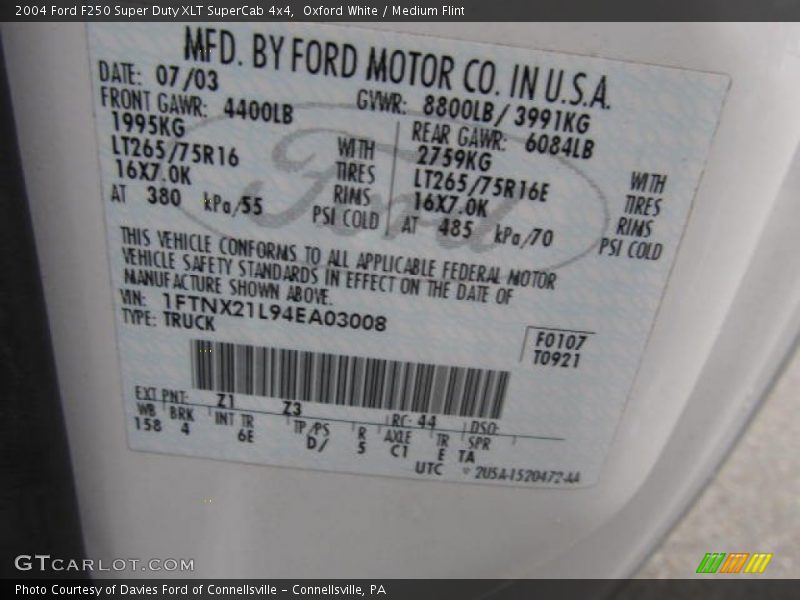 2004 Ford F250 Super Duty XLT SuperCab 4x4,  Oxford White / Medium Flint
MFD. BY FORD MOTOR CO. IN U.S.A.
DATE: 07/03 GVWR: 8800LB/ 3991KG
FRONT GAWR: 4400LB REAR GAWR: 6084LB
1995KG WITH 2759KG WITH
LT265/75R16 TIRES LT265/75R16E TIRES
16X7.0K RIMS 16X7.0K RIMS
AT 380 kPa/55 PSI COLD AT 485 kPa/70 PSI COLD
Ford
THIS VEHICLE CONFORMS TO ALL APPLICABLE FEDERAL MOTOR
VEHICLE SAFETY STANDARDS IN EFFECT ON THE DATE OF
MANUFACTURE SHOWN ABOVE.
VIN: 1FTNX21L94EA03008
TYPE: TRUCK
F0107
T0921
EXT PNT: Z1 Z3 RC: 44 DSO:
WB BRK INT TR TP/PS R AXLE TR SPR
158 4 6E D/ 5 C1 E TA
UTC 2U5A-1520472-AA
GTCARLOT.COM
Photo Courtesy of Davies Ford of Connellsville – Connellsville, PA